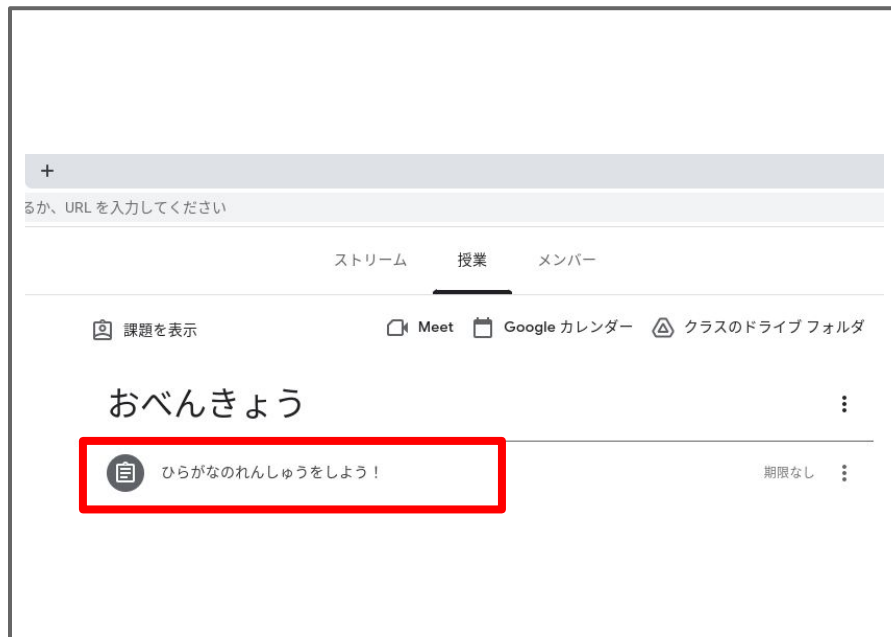 +
るか、URL を入力してください
ストリーム 授業 メンバー
課題を表示 Meet Google カレンダー クラスのドライブ フォルダ
おべんきょう
ひらがなのれんしゅうをしよう! 期限なし